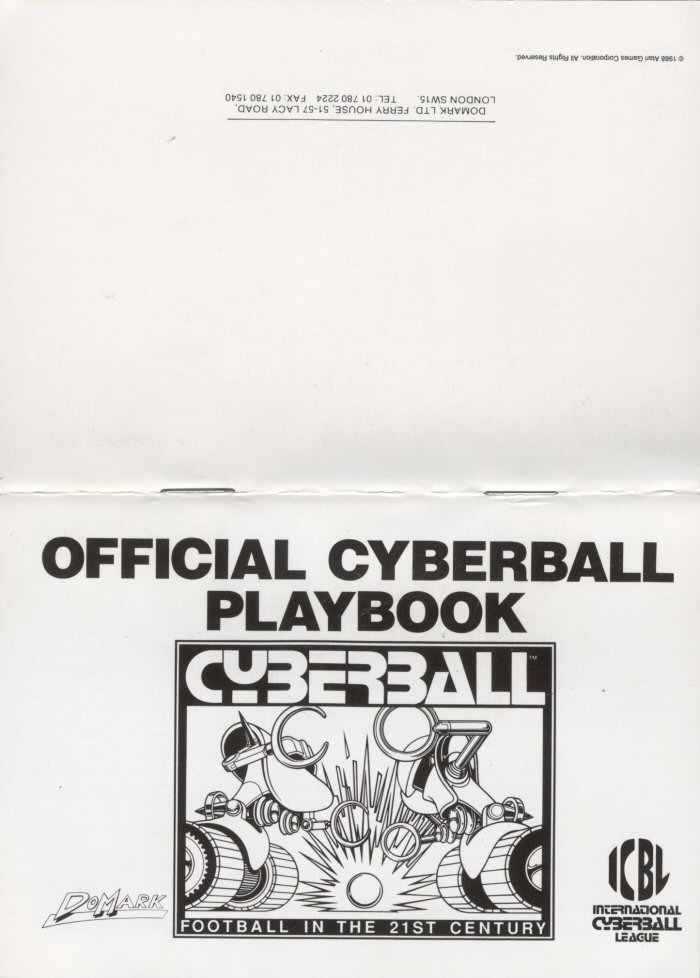 © 1988 Atari Games Corporation. All Rights Reserved.
DOMARK LTD. FERRY HOUSE, 51-57 LACY ROAD,
LONDON SW15. TEL: 01 780 2224 FAX: 01 780 1540
OFFICIAL CYBERBALL
PLAYBOOK
CYBERBALL™
FOOTBALL IN THE 21ST CENTURY
DOMARK
ICBL
INTERNATIONAL
CYBERBALL
LEAGUE